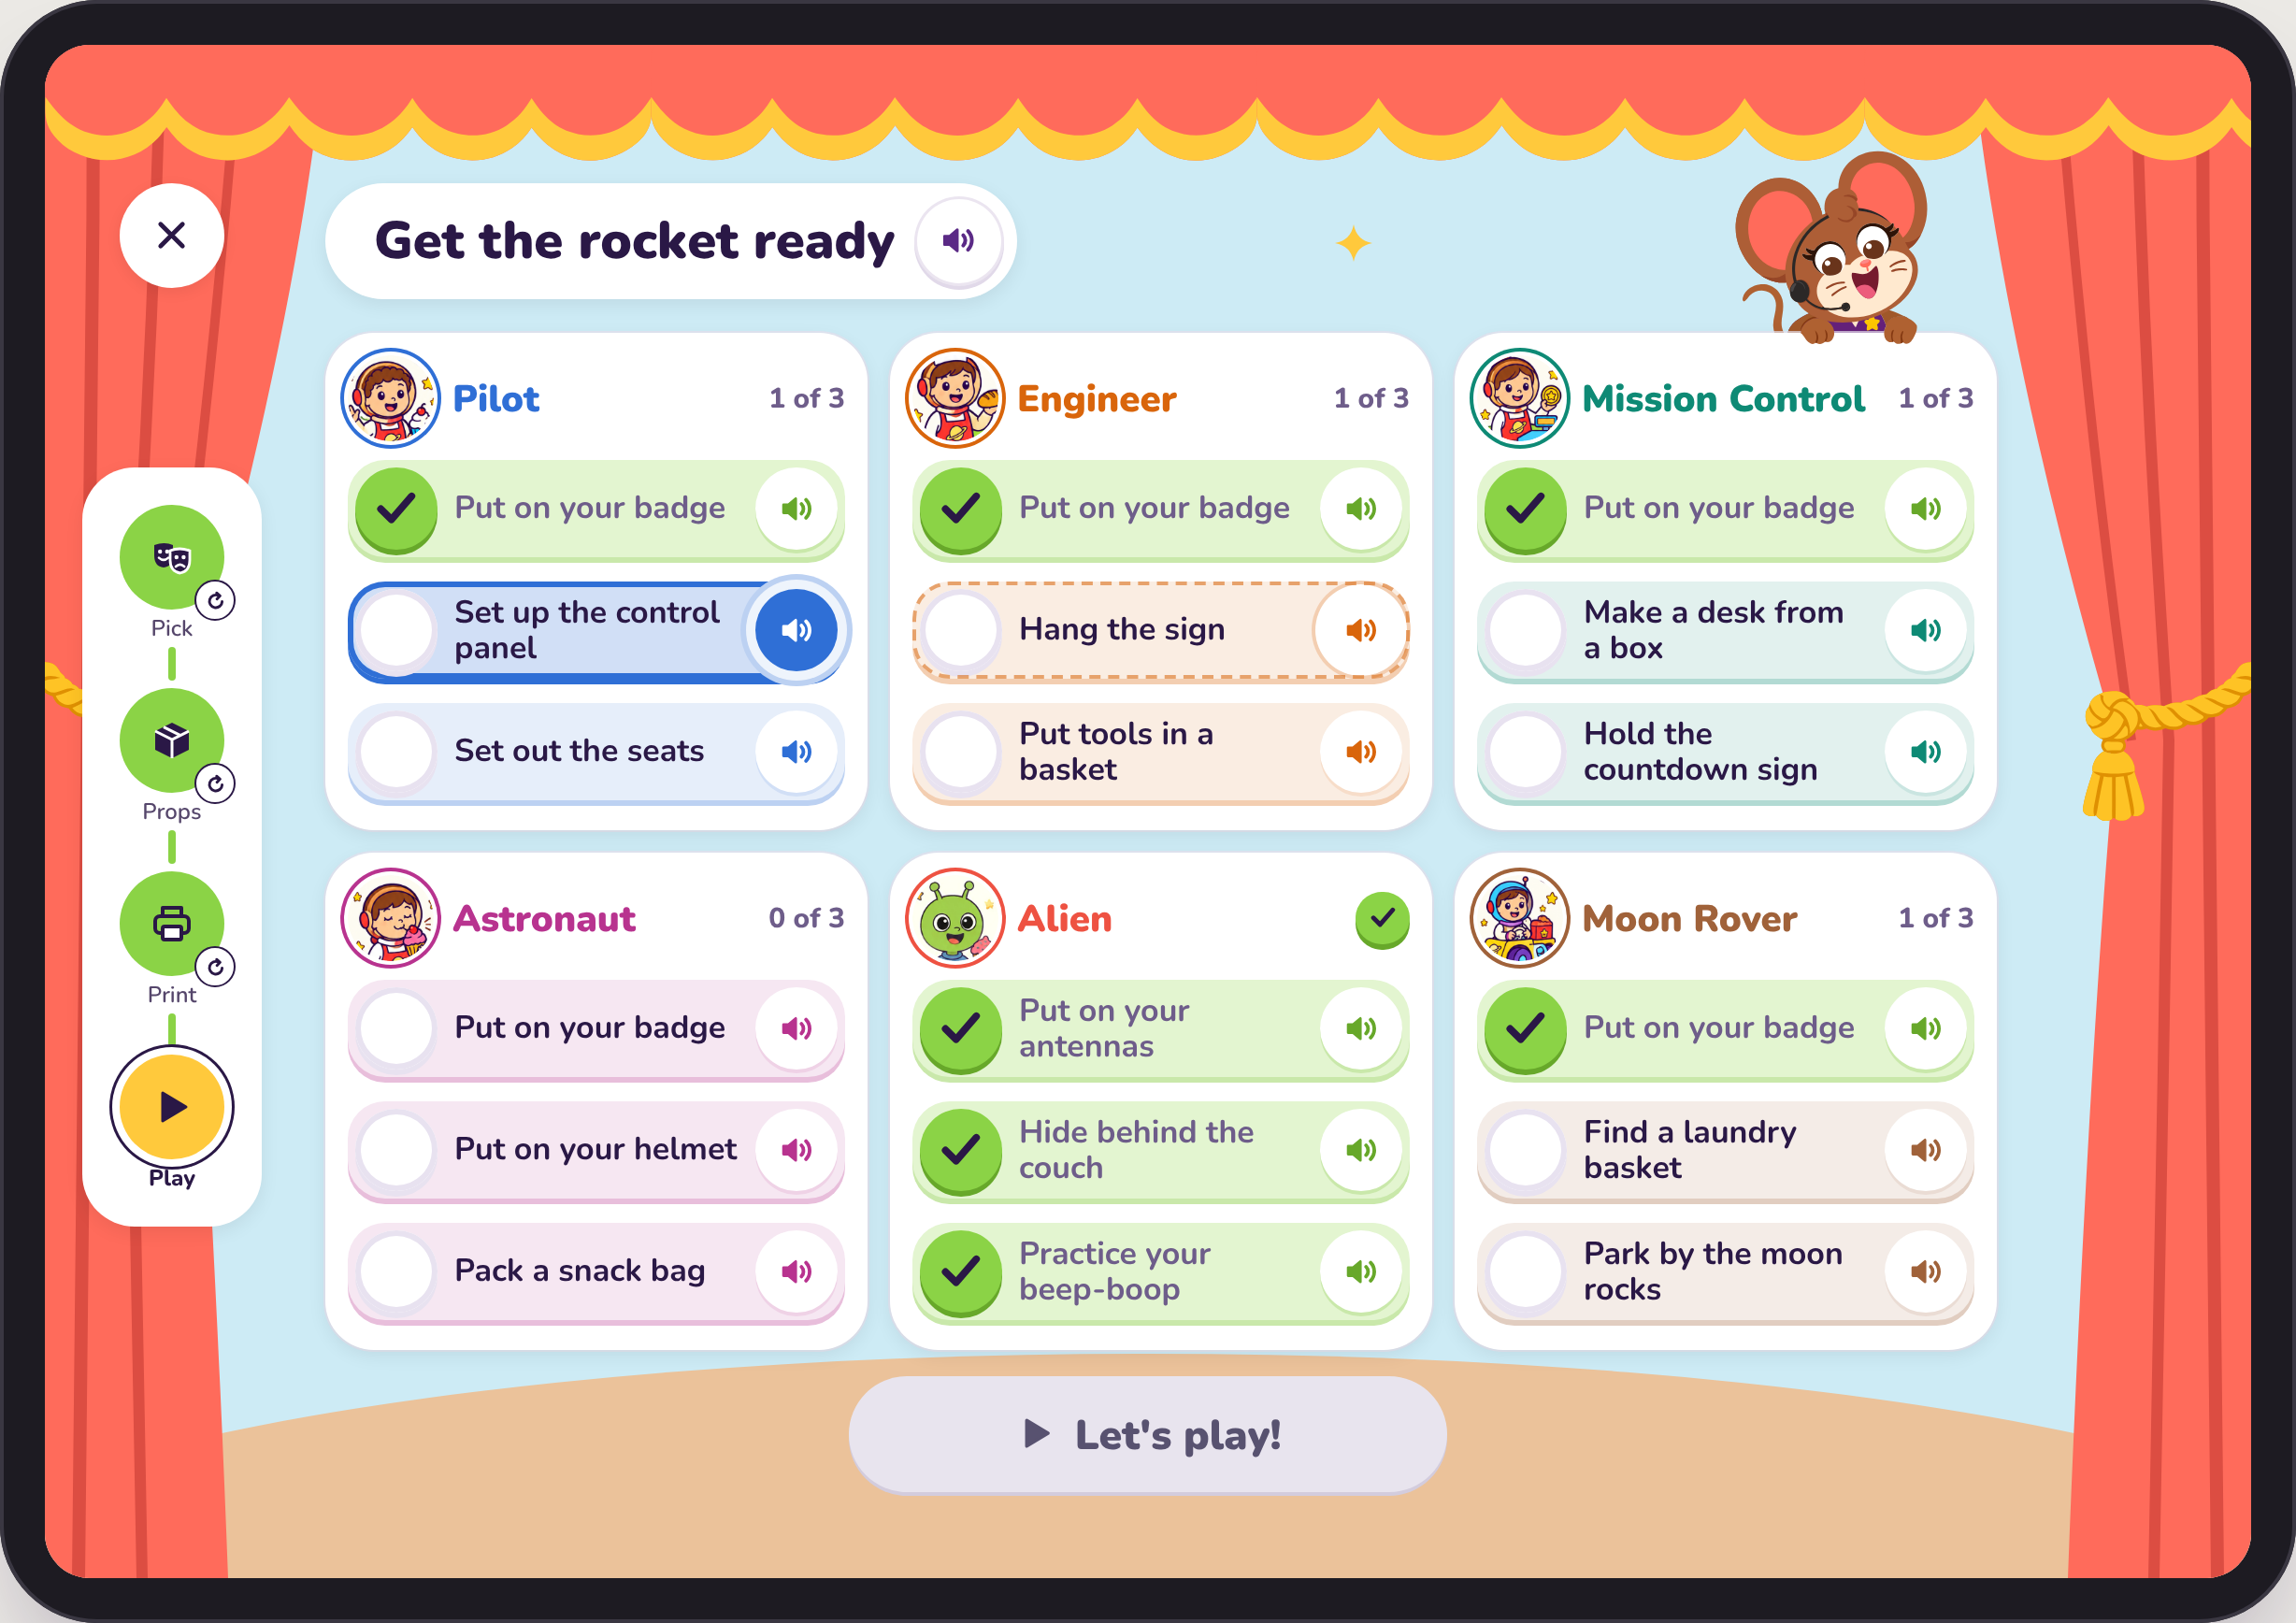 Get the rocket ready
Pilot
1 of 3
Put on your badge
Set up the control
panel
Set out the seats
Engineer
1 of 3
Put on your badge
Hang the sign
Put tools in a
basket
Mission Control
1 of 3
Put on your badge
Make a desk from
a box
Hold the
countdown sign
Pick
Props
Print
Play
Astronaut
0 of 3
Put on your badge
Put on your helmet
Pack a snack bag
Alien
Put on your
antennas
Hide behind the
couch
Practice your
beep-boop
Moon Rover
1 of 3
Put on your badge
Find a laundry
basket
Park by the moon
rocks
Let's play!